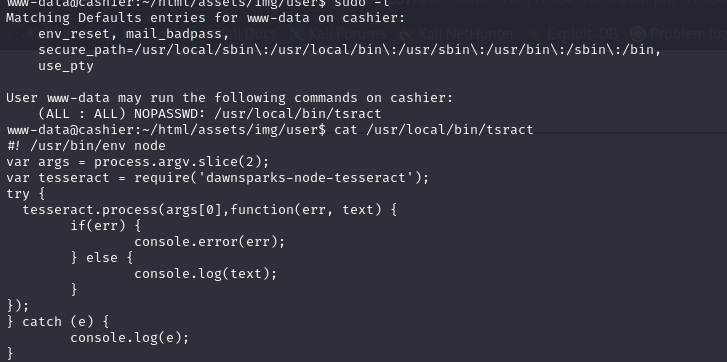 www-data@cashier:~/html/assets/img/user$ sudo -l
Matching Defaults entries for www-data on cashier:
    env_reset, mail_badpass,
    secure_path=/usr/local/sbin\:/usr/local/bin\:/usr/sbin\:/usr/bin\:/sbin\:/bin,
    use_pty

User www-data may run the following commands on cashier:
    (ALL : ALL) NOPASSWD: /usr/local/bin/tsract
www-data@cashier:~/html/assets/img/user$ cat /usr/local/bin/tsract
#! /usr/bin/env node
var args = process.argv.slice(2);
var tesseract = require('dawnsparks-node-tesseract');
try {
  tesseract.process(args[0],function(err, text) {
        if(err) {
                console.error(err);
        } else {
                console.log(text);
        }
});
} catch (e) {
        console.log(e);
}